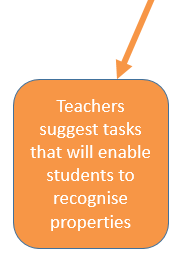 Teachers
suggest tasks
that will enable
students to
recognise
properties